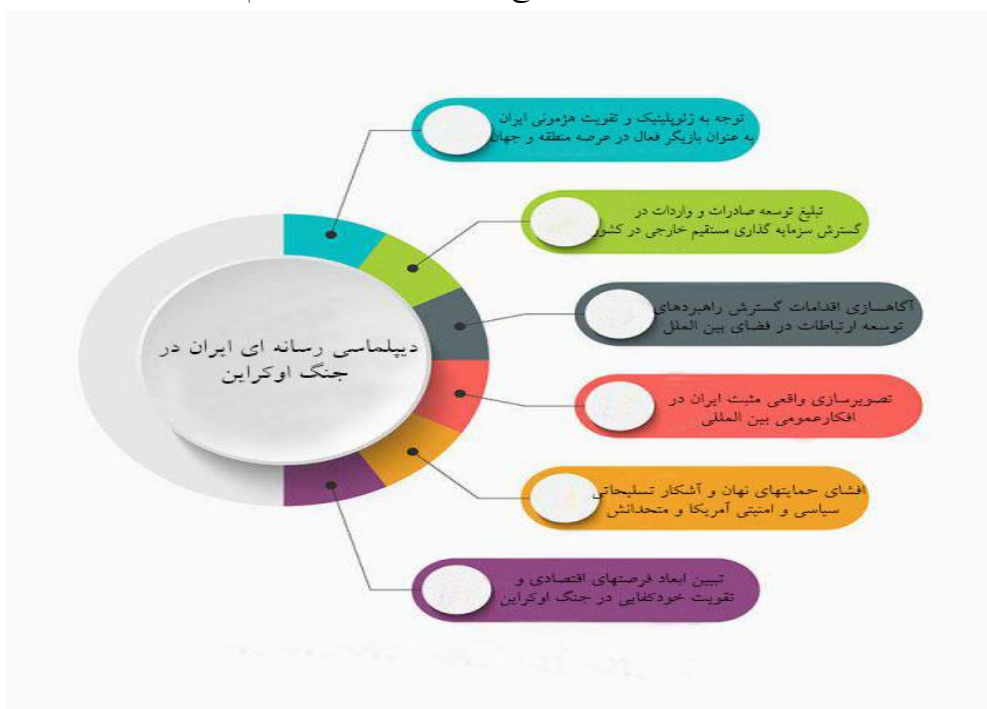 توجه به ژئوپلیتیک و تقویت هژمونی ایران
به عنوان بازیگر فعال در عرصه منطقه و جهان
تبلیغ توسعه صادرات و واردات در
گسترش سزمایه گذاری مستقیم خارجی در کشور
آگاهسازی اقدامات گسترش راهبردهای
توسعه ارتباطات در فضای بین الملل
دیپلماسی رسانه ای ایران در
جنگ اوکراین
تصویرسازی واقعی مثبت ایران در
افکارعمومی بین المللی
افشای حمایتهای نهان و آشکار تسلیحاتی
سیاسی و امنیتی آمریکا و متحدانش
تبیین ابعاد فرصتهای اقتصادی و
تقویت خودکفایی در جنگ اوکراین